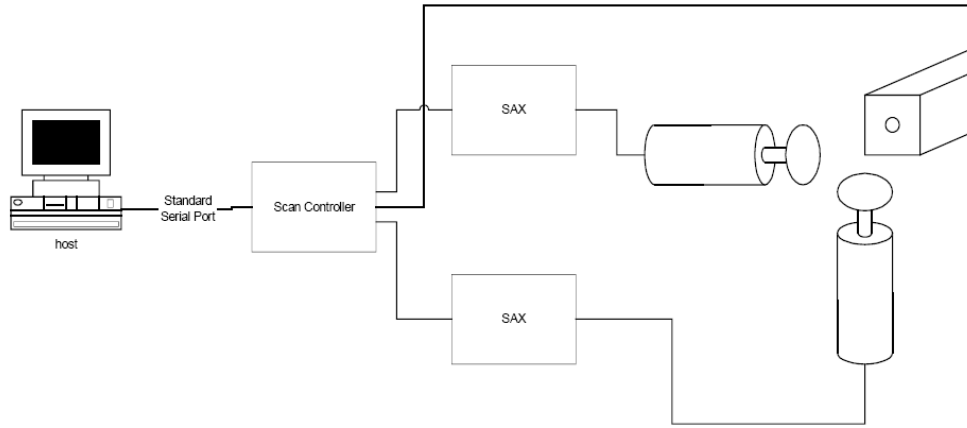 SAX
Standard
Serial Port
Scan Controller
host
SAX